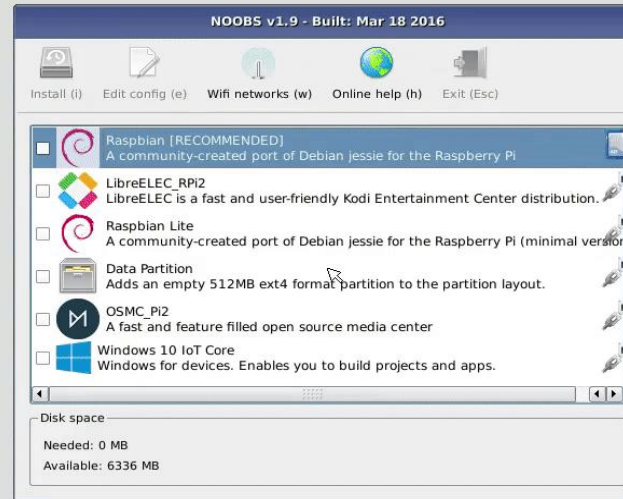 NOOBS v1.9 - Built: Mar 18 2016
Install (i) Edit config (e) Wifi networks (w) Online help (h) Exit (Esc)
Raspbian [RECOMMENDED]
A community-created port of Debian jessie for the Raspberry Pi
LibreELEC_RPi2
LibreELEC is a fast and user-friendly Kodi Entertainment Center distribution.
Raspbian Lite
A community-created port of Debian jessie for the Raspberry Pi (minimal version
Data Partition
Adds an empty 512MB ext4 format partition to the partition layout.
OSMC_Pi2
A fast and feature filled open source media center
Windows 10 IoT Core
Windows for devices. Enables you to build projects and apps.
Disk space
Needed: 0 MB
Available: 6336 MB